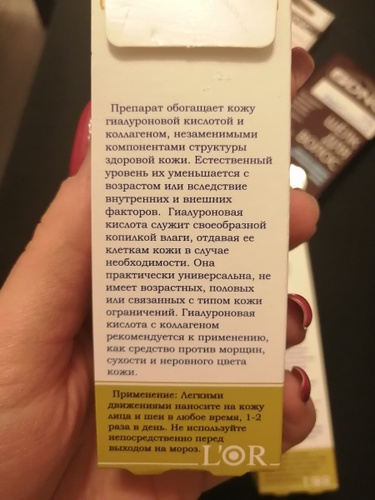 Препарат обогащает кожу
гиалуроновой кислотой и
коллагеном, незаменимыми
компонентами структуры
здоровой кожи. Естественный
уровень их уменьшается с
возрастом или вследствие
внутренних и внешних
факторов. Гиалуроновая
кислота служит своеобразной
копилкой влаги, отдавая ее
клеткам кожи в случае
необходимости. Она
практически универсальна, не
имеет возрастных, половых
или связанных с типом кожи
ограничений. Гиалуроновая
кислота с коллагеном
рекомендуется к применению,
как средство против морщин,
сухости и неровного цвета
кожи.
Применение: Легкими
движениями наносите на кожу
лица и шеи в любое время, 1-2
раза в день. Не используйте
непосредственно перед
выходом на мороз.
L'OR